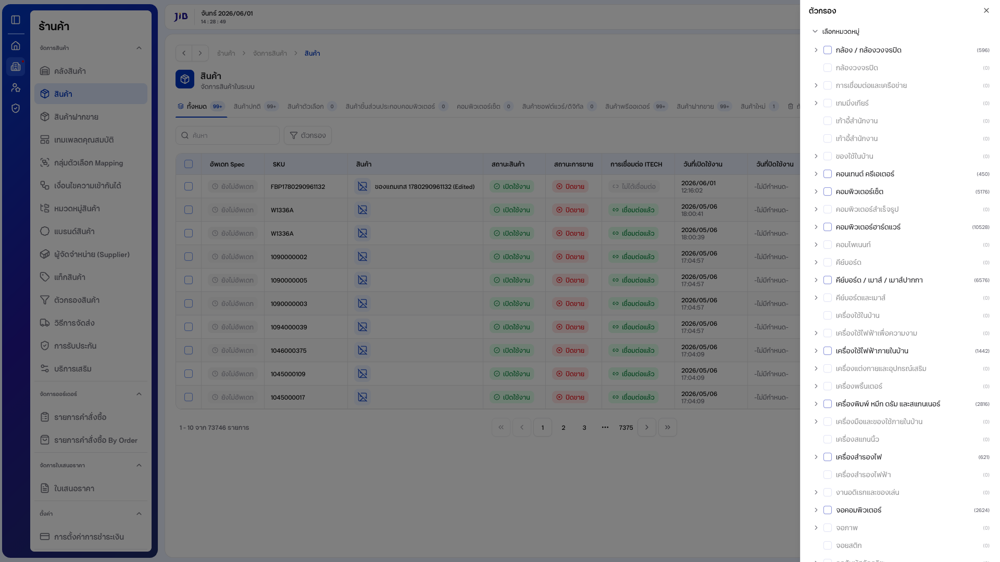 ร้านค้า
จัดการสินค้า
คลังสินค้า
สินค้า
สินค้าฝากขาย
เทมเพลตคุณสมบัติ
กลุ่มตัวเลือก Mapping
เงื่อนไขความเข้ากันได้
หมวดหมู่สินค้า
แบรนด์สินค้า
ผู้จัดจำหน่าย (Supplier)
แท็กสินค้า
ตัวกรองสินค้า
วิธีการจัดส่ง
การรับประกัน
บริการเสริม
จัดการออร์เดอร์
รายการคำสั่งซื้อ
รายการคำสั่งซื้อ By Order
จัดการใบเสนอราคา
ใบเสนอราคา
ตั้งค่า
การตั้งค่าการชำระเงิน
JIB
จันทร์ 2026/06/01
14 : 28 : 49
ร้านค้า จัดการสินค้า สินค้า
สินค้า
จัดการสินค้าในระบบ
ทั้งหมด 99+ สินค้าปกติ 99+ สินค้าตัวเลือก 0 สินค้าชิ้นส่วนประกอบคอมพิวเตอร์ 0 คอมพิวเตอร์เซ็ต 0 สินค้าซอฟต์แวร์/ดิจิทัล 0 สินค้าพรีออเดอร์ 99+ สินค้าฝากขาย 99+ สินค้าใหม่ 1
ค้นหา ตัวกรอง
อัพเดท Spec SKU สินค้า สถานะสินค้า สถานะการขาย การเชื่อมต่อ ITECH วันที่เปิดใช้งาน วันที่ปิดใช้งาน
ยังไม่อัพเดท FBP1780290961132 ของแถมเทส 1780290961132 (Edited) เปิดใช้งาน ปิดขาย ไม่ได้เชื่อมต่อ 2026/06/01 -ไม่มีกำหนด-
12:16:02
ยังไม่อัพเดท W1336A เปิดใช้งาน ปิดขาย เชื่อมต่อแล้ว 2026/05/06 -ไม่มีกำหนด-
18:00:41
ยังไม่อัพเดท W1336A เปิดใช้งาน ปิดขาย เชื่อมต่อแล้ว 2026/05/06 -ไม่มีกำหนด-
18:00:39
ยังไม่อัพเดท 1090000002 เปิดใช้งาน ปิดขาย เชื่อมต่อแล้ว 2026/05/06 -ไม่มีกำหนด-
17:04:57
ยังไม่อัพเดท 1090000005 เปิดใช้งาน ปิดขาย เชื่อมต่อแล้ว 2026/05/06 -ไม่มีกำหนด-
17:04:57
ยังไม่อัพเดท 1090000003 เปิดใช้งาน ปิดขาย เชื่อมต่อแล้ว 2026/05/06 -ไม่มีกำหนด-
17:04:57
ยังไม่อัพเดท 1094000039 เปิดใช้งาน ปิดขาย เชื่อมต่อแล้ว 2026/05/06 -ไม่มีกำหนด-
17:04:57
ยังไม่อัพเดท 1046000375 เปิดใช้งาน ปิดขาย เชื่อมต่อแล้ว 2026/05/06 -ไม่มีกำหนด-
17:04:09
ยังไม่อัพเดท 1045000109 เปิดใช้งาน ปิดขาย เชื่อมต่อแล้ว 2026/05/06 -ไม่มีกำหนด-
17:04:09
ยังไม่อัพเดท 1045000017 เปิดใช้งาน ปิดขาย เชื่อมต่อแล้ว 2026/05/06 -ไม่มีกำหนด-
17:04:09
1 - 10 จาก 73746 รายการ 1 2 3 ••• 7375
ตัวกรอง
เลือกหมวดหมู่
กล้อง / กล้องวงจรปิด (596)
กล้องวงจรปิด (0)
การเชื่อมต่อและเครือข่าย (0)
เกมมิ่งเกียร์ (0)
เก้าอี้สำนักงาน (0)
เก้าอี้สำนักงาน (0)
ของใช้ในบ้าน (0)
คอนเทนต์ ครีเอเตอร์ (450)
คอมพิวเตอร์เซ็ต (5176)
คอมพิวเตอร์สำเร็จรูป (0)
คอมพิวเตอร์ฮาร์ดแวร์ (10528)
คอมโพเนนท์ (0)
คีย์บอร์ด (0)
คีย์บอร์ด / เมาส์ / เมาส์ปากกา (6576)
คีย์บอร์ดและเมาส์ (0)
เครื่องใช้ในบ้าน (0)
เครื่องใช้ไฟฟ้าเพื่อความงาม (0)
เครื่องใช้ไฟฟ้าภายในบ้าน (1442)
เครื่องแต่งกายและอุปกรณ์เสริม (0)
เครื่องพริ้นเตอร์ (0)
เครื่องพิมพ์ หมึก ดรัม และสแกนเนอร์ (2816)
เครื่องมือและของใช้ภายในบ้าน (0)
เครื่องสแกนนิ้ว (0)
เครื่องสำรองไฟ (621)
เครื่องสำรองไฟฟ้า (0)
งานอดิเรกและของเล่น (0)
จอคอมพิวเตอร์ (2624)
จอภาพ (0)
จอยสติก (0)